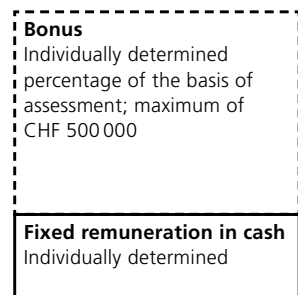 Bonus
Individually determined
percentage of the basis of
assessment; maximum of
CHF 500 000
Fixed remuneration in cash
Individually determined